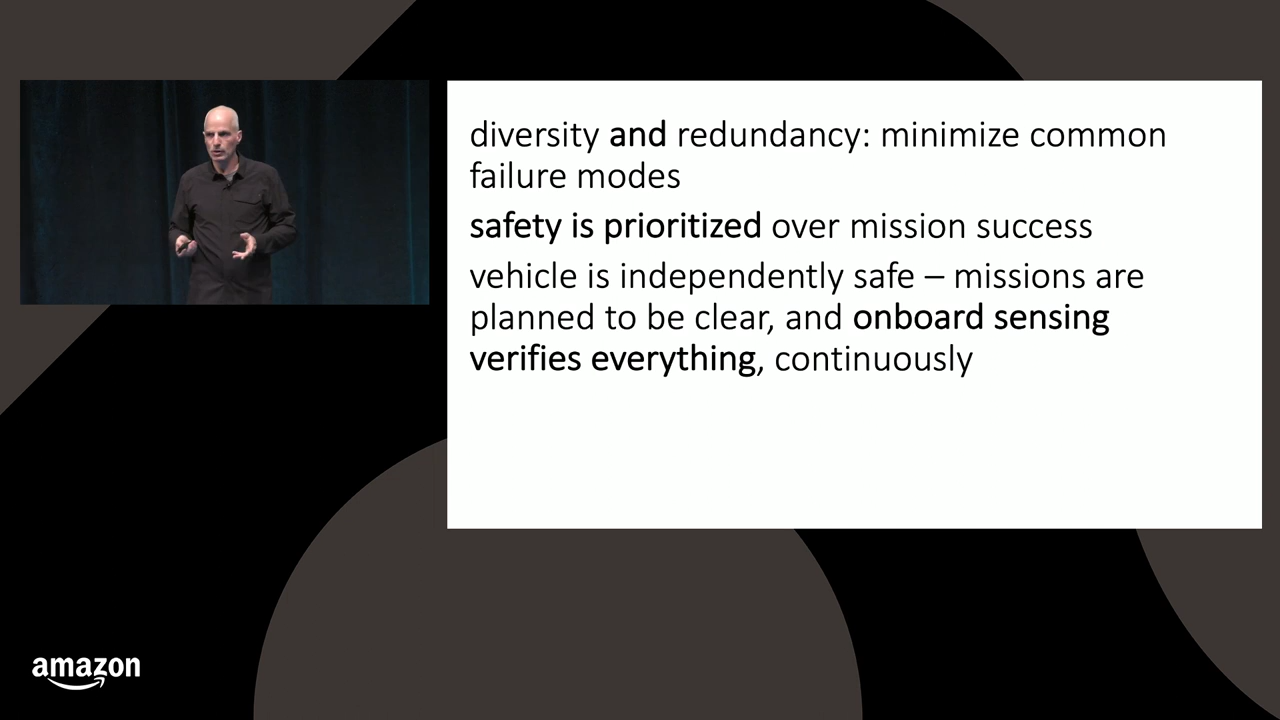 diversity and redundancy: minimize common
failure modes
safety is prioritized over mission success
vehicle is independently safe – missions are
planned to be clear, and onboard sensing
verifies everything, continuously
amazon